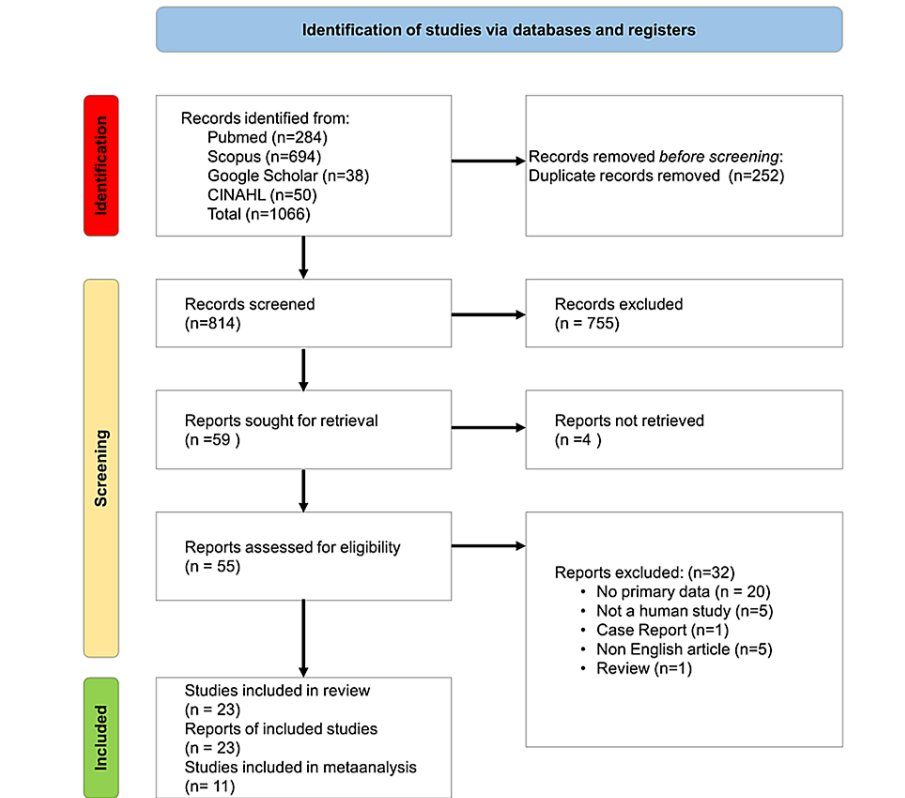 Identification of studies via databases and registers
Identification
Records identified from:
Pubmed (n=284)
Scopus (n=694)
Google Scholar (n=38)
CINAHL (n=50)
Total (n=1066)
Records removed before screening:
Duplicate records removed (n=252)
Screening
Records screened
(n=814)
Records excluded
(n = 755)
Reports sought for retrieval
(n =59 )
Reports not retrieved
(n =4 )
Reports assessed for eligibility
(n = 55)
Reports excluded: (n=32)
• No primary data (n = 20)
• Not a human study (n=5)
• Case Report (n=1)
• Non English article (n=5)
• Review (n=1)
Included
Studies included in review
(n = 23)
Reports of included studies
(n = 23)
Studies included in metaanalysis
(n= 11)